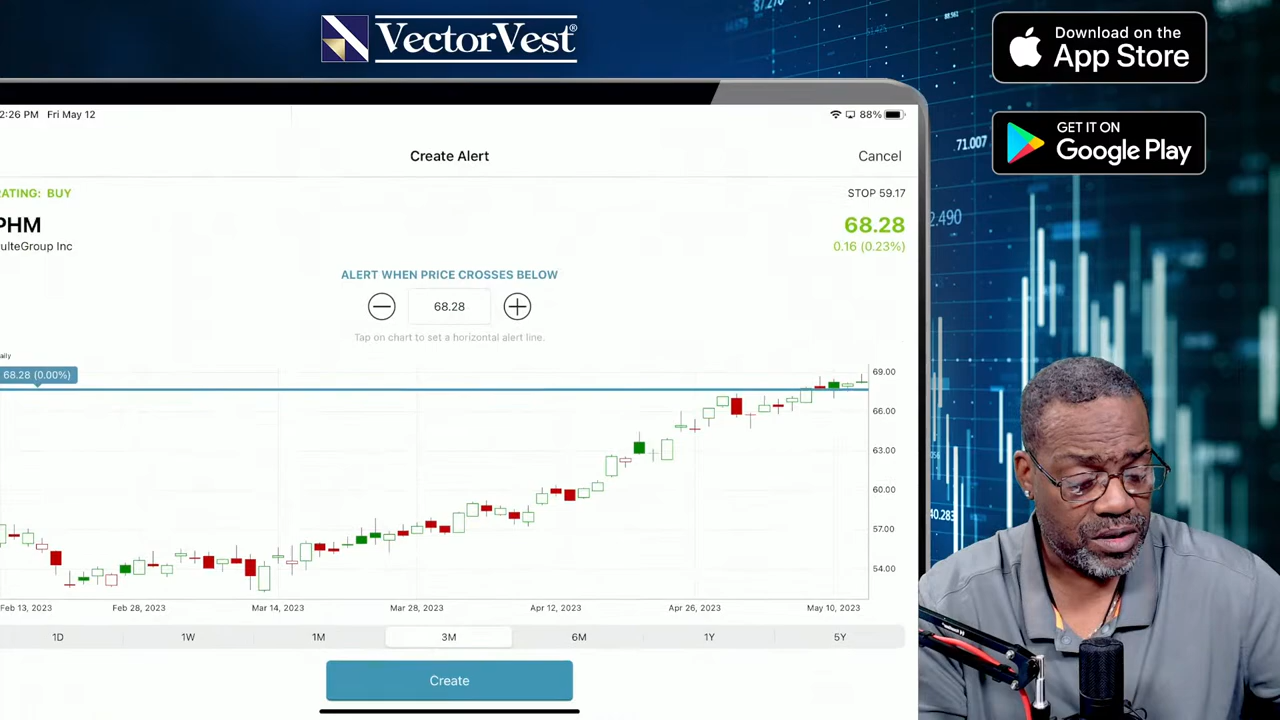 VectorVest®
Download on the
App Store
GET IT ON
Google Play
2:26 PM Fri May 12
88%
Create Alert
Cancel
ATING: BUY
STOP 59.17
PHM
68.28
ulteGroup Inc
0.16 (0.23%)
ALERT WHEN PRICE CROSSES BELOW
68.28
Tap on chart to set a horizontal alert line.
aily
68.28 (0.00%)
69.00
66.00
63.00
60.00
57.00
54.00
Feb 13, 2023
Feb 28, 2023
Mar 14, 2023
Mar 28, 2023
Apr 12, 2023
Apr 26, 2023
May 10, 2023
1D
1W
1M
3M
6M
1Y
5Y
Create
71.007
2.490
40.283